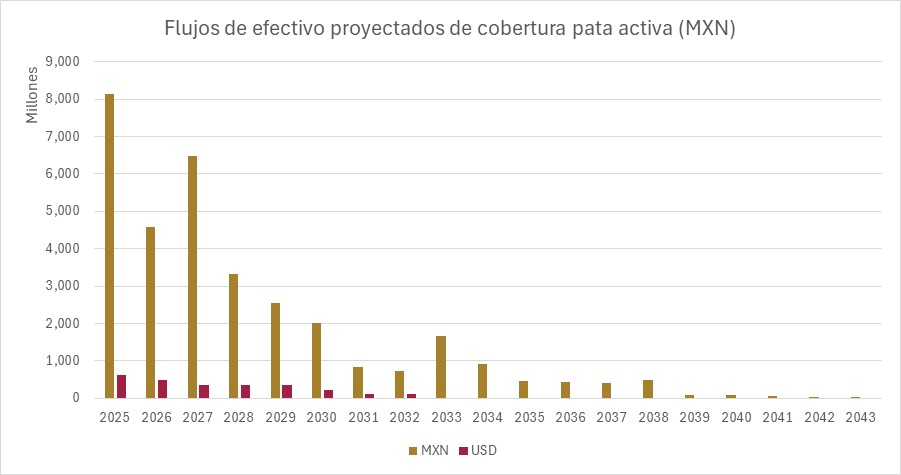 Flujos de efectivo proyectados de cobertura pata activa (MXN)
Millones
9,000
8,000
7,000
6,000
5,000
4,000
3,000
2,000
1,000
0
2025 2026 2027 2028 2029 2030 2031 2032 2033 2034 2035 2036 2037 2038 2039 2040 2041 2042 2043
MXN USD